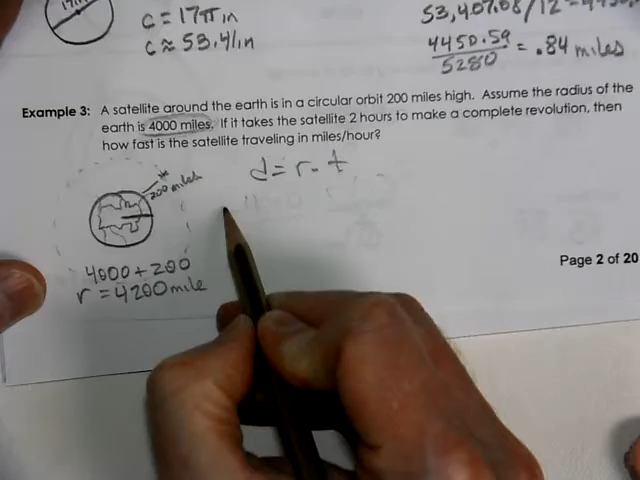 17in
C = 17π in
C ≈ 53.41 in
53,407.08/12 =
4450.59
5280
= .84 miles
Example 3: A satellite around the earth is in a circular orbit 200 miles high. Assume the radius of the
earth is 4000 miles. If it takes the satellite 2 hours to make a complete revolution, then
how fast is the satellite traveling in miles/hour?
d = r · t
200 miles
4000 + 200
r = 4200 mile
Page 2 of 20